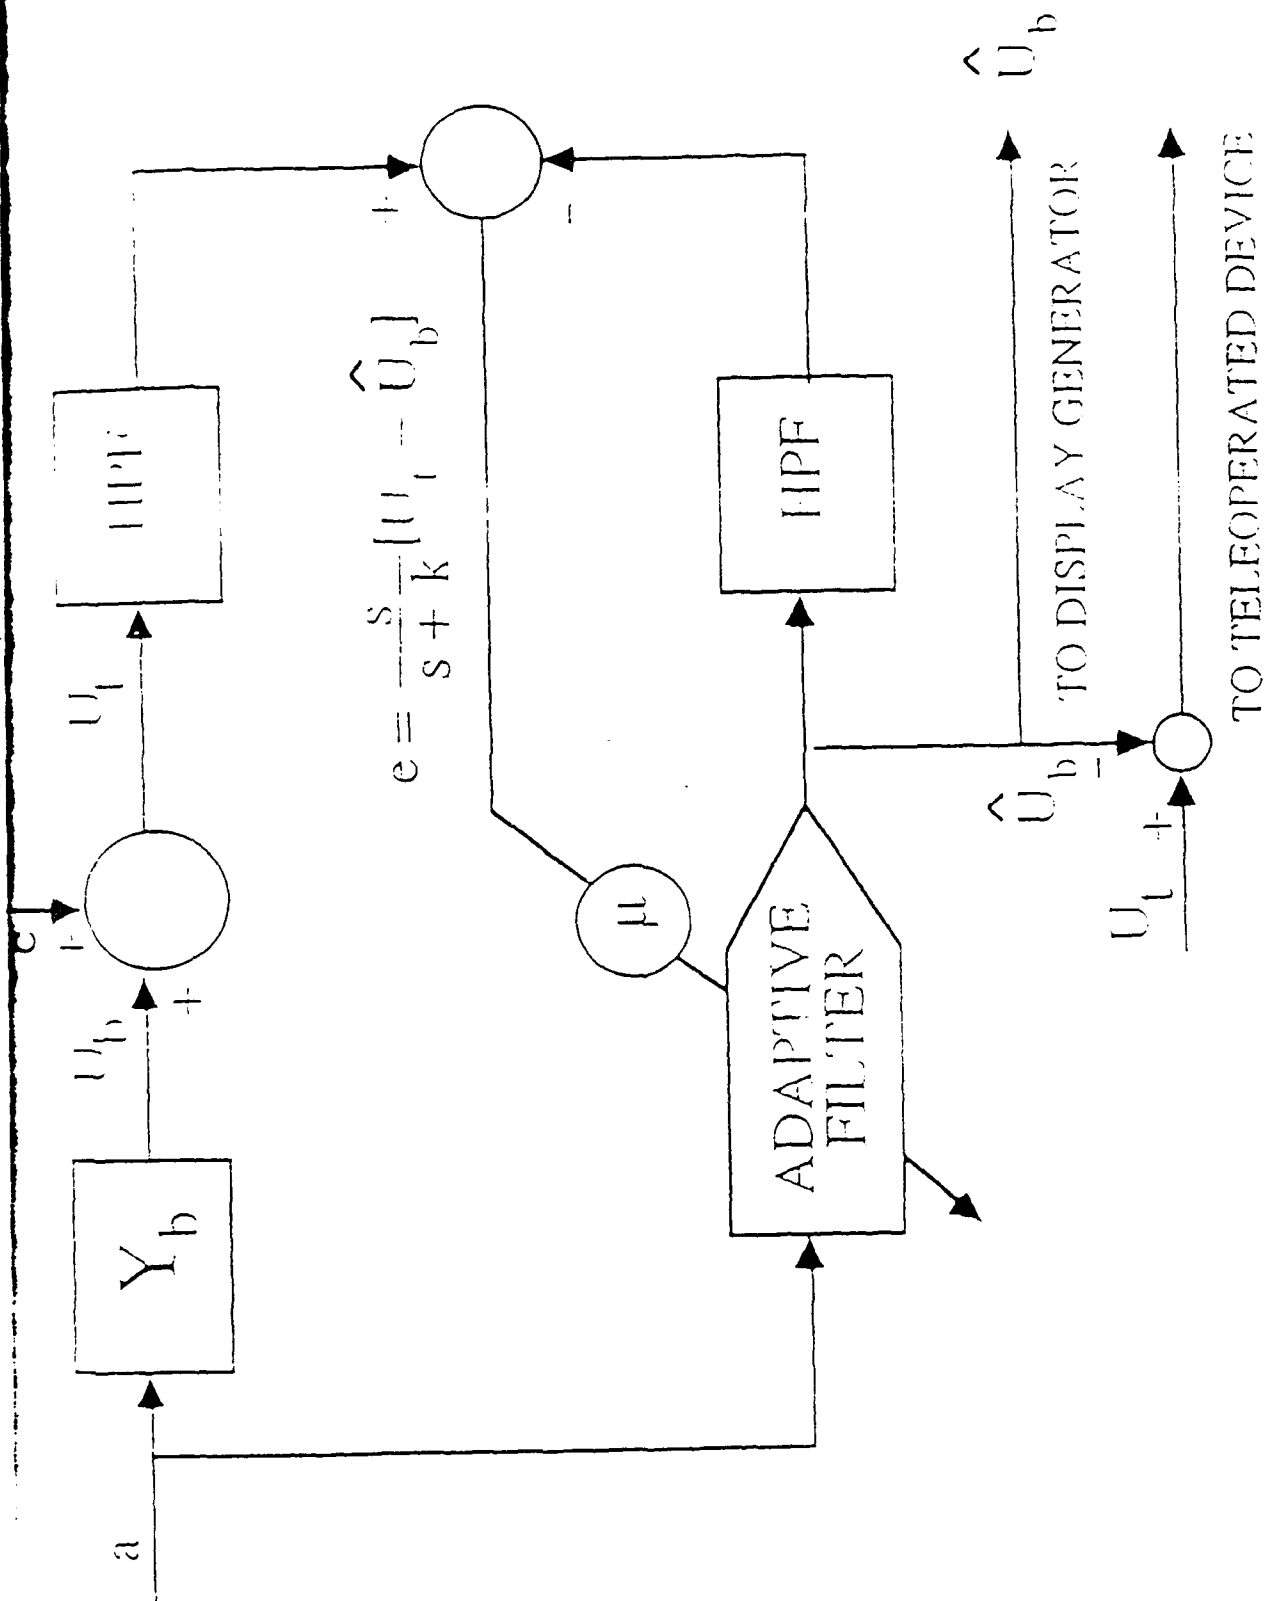 a
Y_b
U_b
+
+
U_t
HPF
+
-
e = s / (s + k) [U_t - Û_b]
μ
ADAPTIVE
FILTER
HPF
Û_b
TO DISPLAY GENERATOR
Û_b
-
U_t
+
TO TELEOPERATED DEVICE